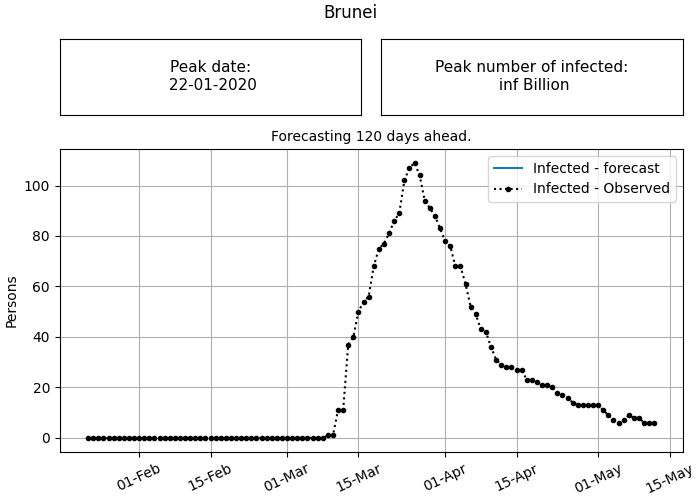 Brunei
Peak date:
22-01-2020
Peak number of infected:
inf Billion
Forecasting 120 days ahead.
Infected - forecast
Infected - Observed
Persons
100
80
60
40
20
0
01-Feb
15-Feb
01-Mar
15-Mar
01-Apr
15-Apr
01-May
15-May